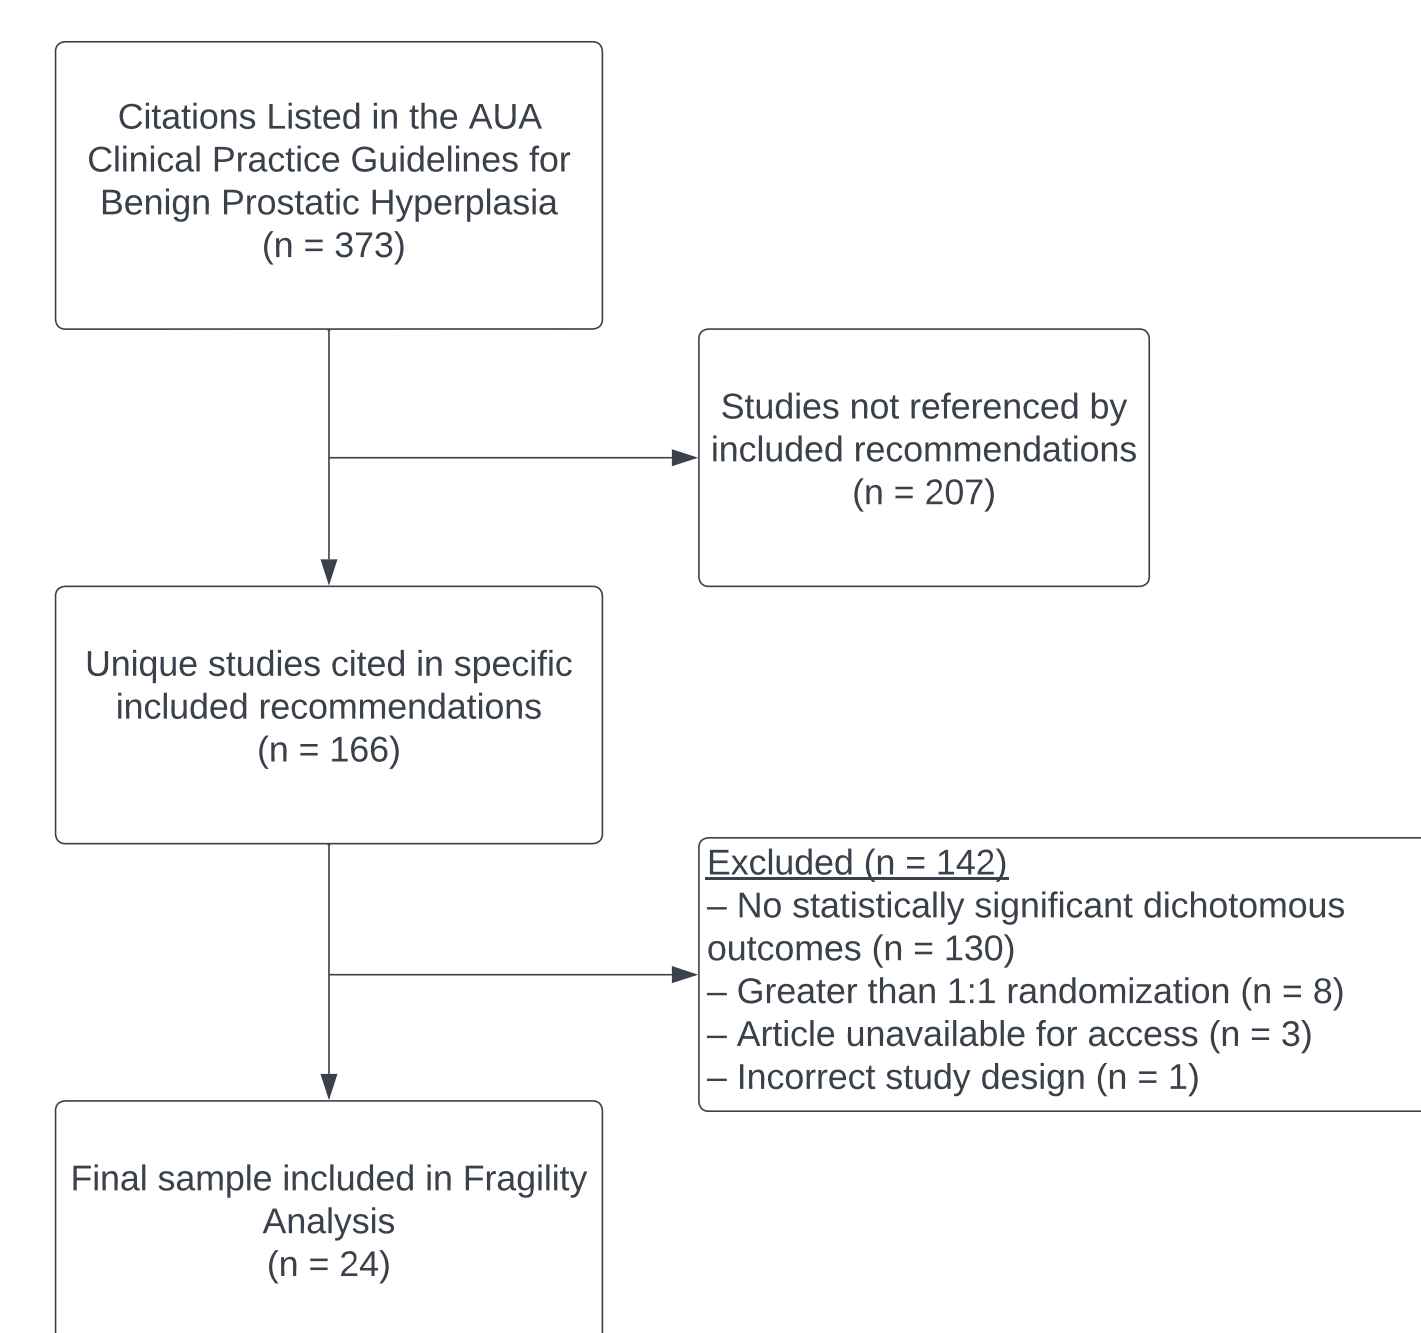 Citations Listed in the AUA
Clinical Practice Guidelines for
Benign Prostatic Hyperplasia
(n = 373)
Studies not referenced by
included recommendations
(n = 207)
Unique studies cited in specific
included recommendations
(n = 166)
Excluded (n = 142)
– No statistically significant dichotomous
outcomes (n = 130)
– Greater than 1:1 randomization (n = 8)
– Article unavailable for access (n = 3)
– Incorrect study design (n = 1)
Final sample included in Fragility
Analysis
(n = 24)